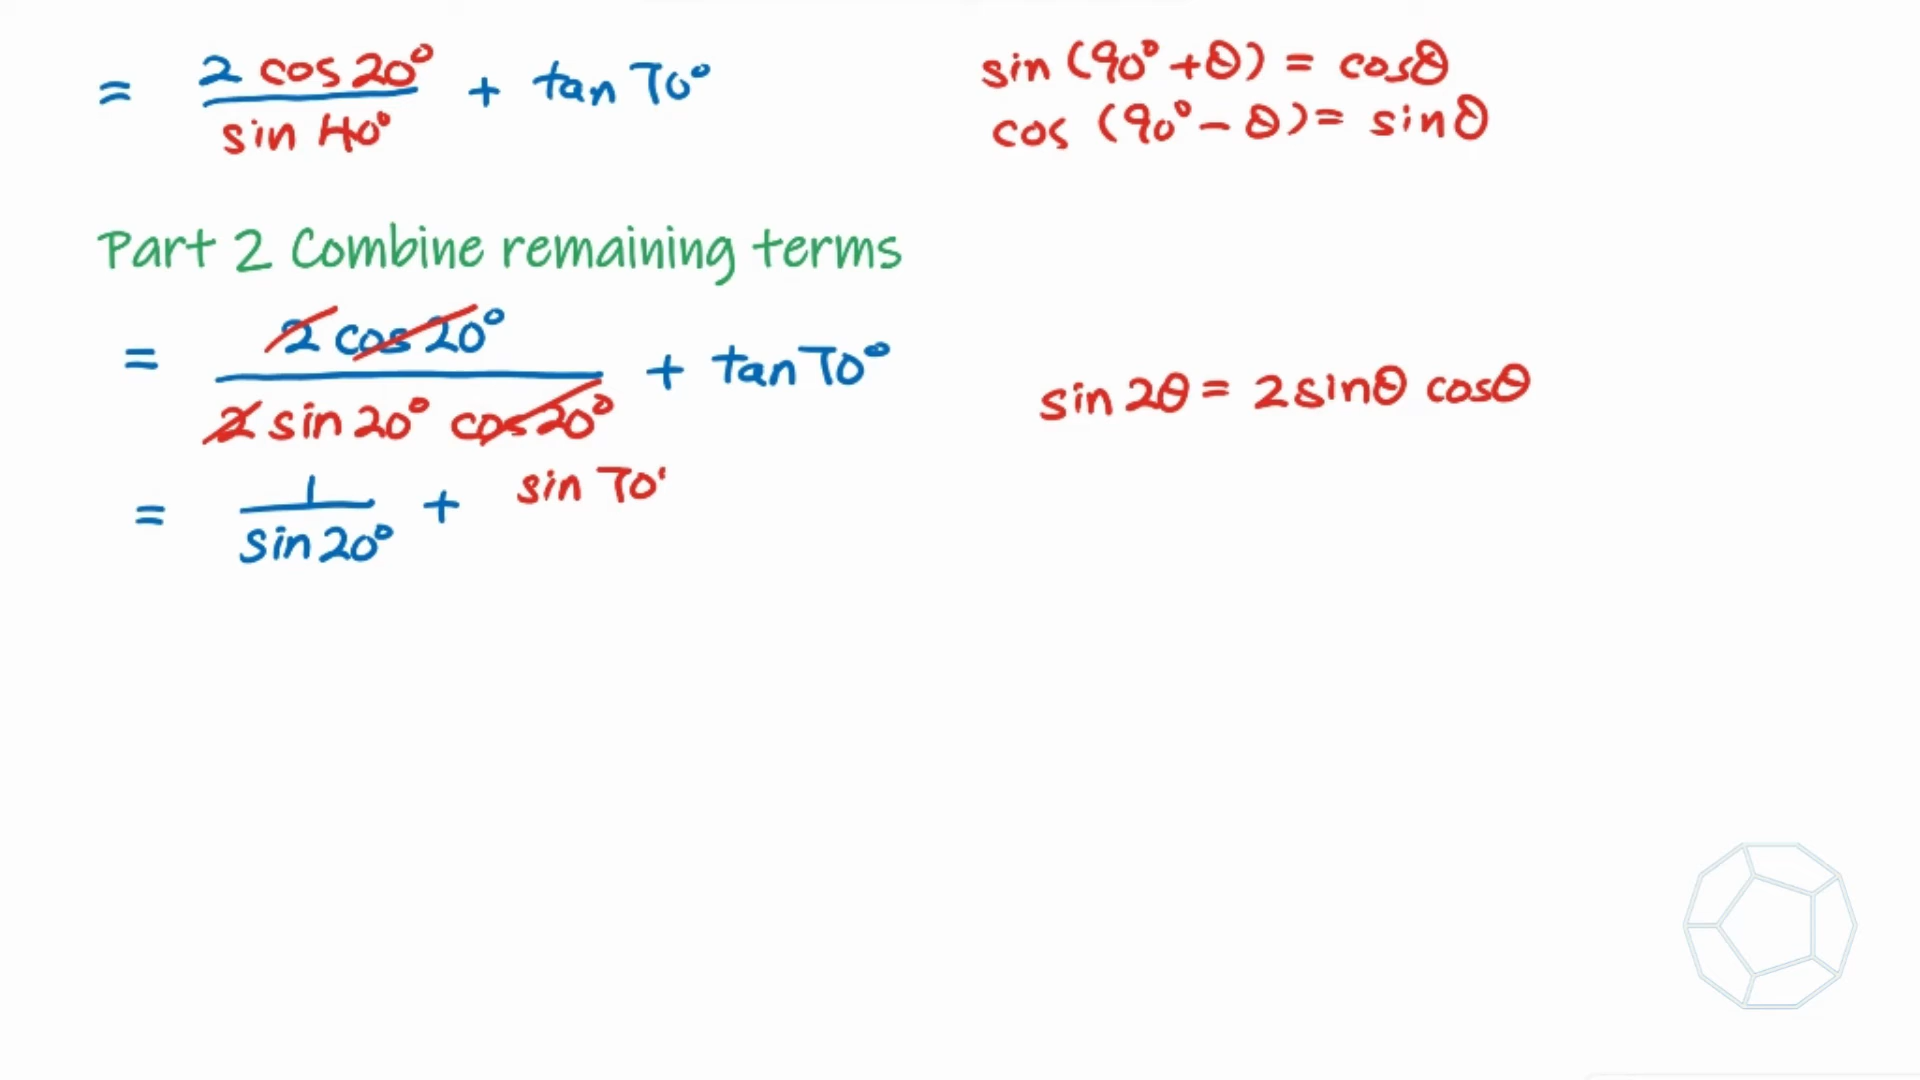 = 2 cos 20° / sin 40° + tan 70°
sin (90° + θ) = cos θ
cos (90° − θ) = sin θ
Part 2 Combine remaining terms
= 2 cos 20° / 2 sin 20° cos 20° + tan 70°
sin 2θ = 2 sin θ cos θ
= 1 / sin 20° + sin 70°